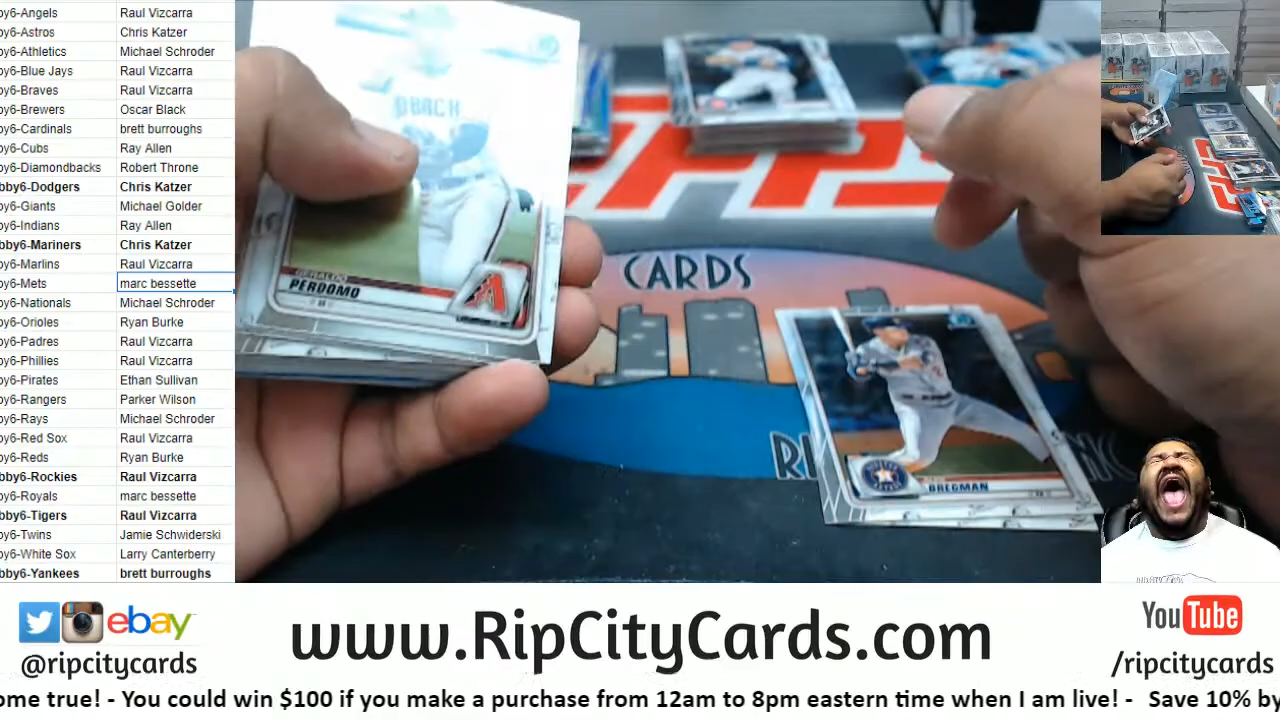 by6-Angels Raul Vizcarra
by6-Astros Chris Katzer
by6-Athletics Michael Schroder
by6-Blue Jays Raul Vizcarra
by6-Braves Raul Vizcarra
by6-Brewers Oscar Black
by6-Cardinals brett burroughs
by6-Cubs Ray Allen
by6-Diamondbacks Robert Throne
bby6-Dodgers Chris Katzer
by6-Giants Michael Golder
by6-Indians Ray Allen
bby6-Mariners Chris Katzer
by6-Marlins Raul Vizcarra
by6-Mets marc bessette
by6-Nationals Michael Schroder
by6-Orioles Ryan Burke
by6-Padres Raul Vizcarra
by6-Phillies Raul Vizcarra
by6-Pirates Ethan Sullivan
by6-Rangers Parker Wilson
by6-Rays Michael Schroder
by6-Red Sox Raul Vizcarra
by6-Reds Ryan Burke
bby6-Rockies Raul Vizcarra
by6-Royals marc bessette
bby6-Tigers Raul Vizcarra
by6-Twins Jamie Schwiderski
by6-White Sox Larry Canterberry
bby6-Yankees brett burroughs
GERALDO
PERDOMO
CARDS
BREGMAN
ebay
@ripcitycards
www.RipCityCards.com
YouTube
/ripcitycards
ome true! - You could win $100 if you make a purchase from 12am to 8pm eastern time when I am live! - Save 10% by